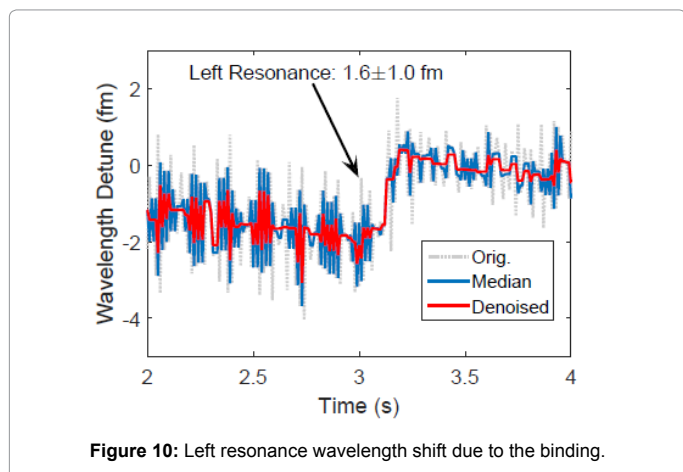 Left Resonance: 1.6±1.0 fm
Wavelength Detune (fm)
2
0
-2
-4
Orig.
Median
Denoised
2 2.5 3 3.5 4
Time (s)
Figure 10: Left resonance wavelength shift due to the binding.